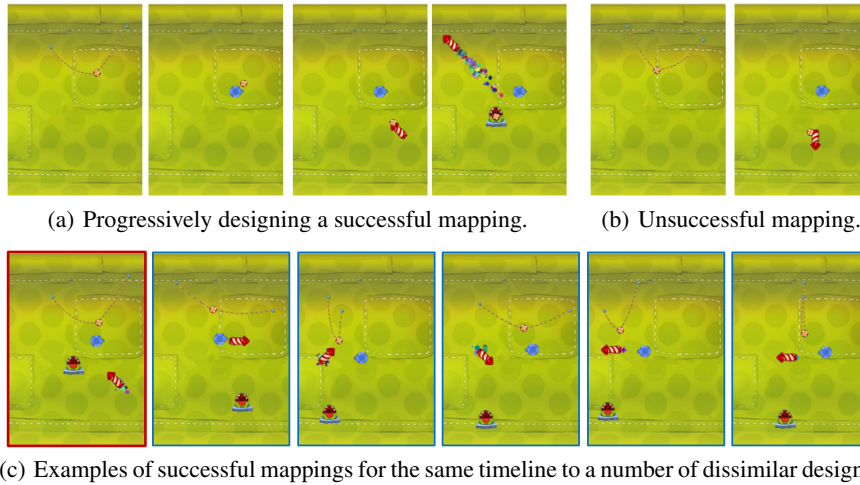 (a) Progressively designing a successful mapping.
(b) Unsuccessful mapping.
(c) Examples of successful mappings for the same timeline to a number of dissimilar design